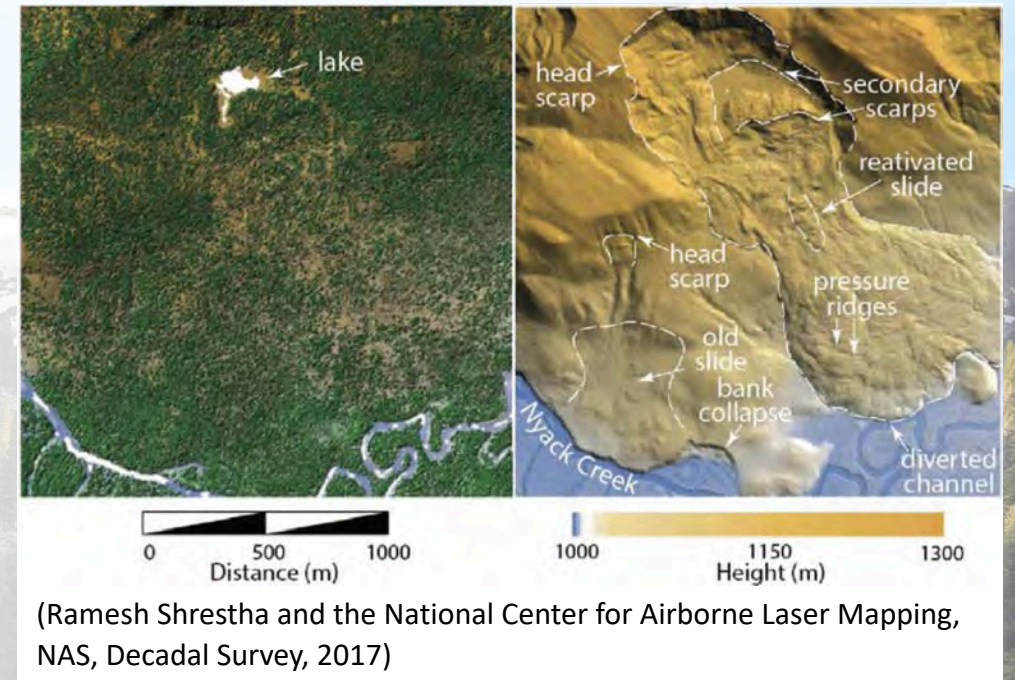 lake
head
scarp
secondary
scarps
reativated
slide
head
scarp
pressure
ridges
old
slide
bank
collapse
Nyack Creek
diverted
channel
0 500 1000
Distance (m)
1000 1150 1300
Height (m)
(Ramesh Shrestha and the National Center for Airborne Laser Mapping,
NAS, Decadal Survey, 2017)